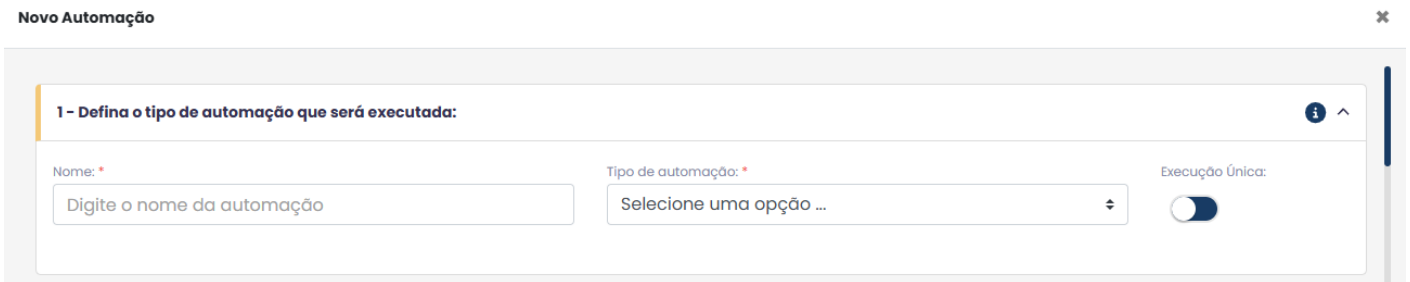 Novo Automação
1 - Defina o tipo de automação que será executada:
Nome: *
Tipo de automação: *
Execução Única:
Digite o nome da automação
Selecione uma opção ...